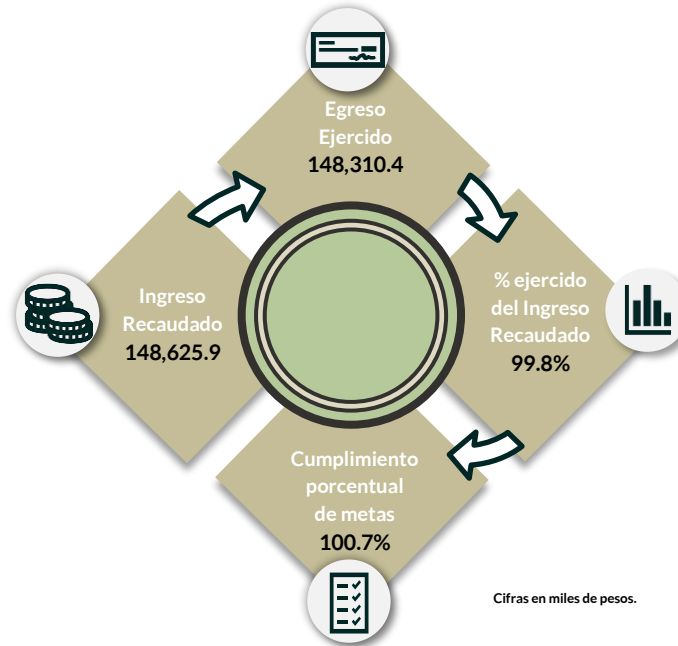 Egreso
Ejercido
148,310.4
Ingreso
Recaudado
148,625.9
% ejercido
del Ingreso
Recaudado
99.8%
Cumplimiento
porcentual
de metas
100.7%
Cifras en miles de pesos.